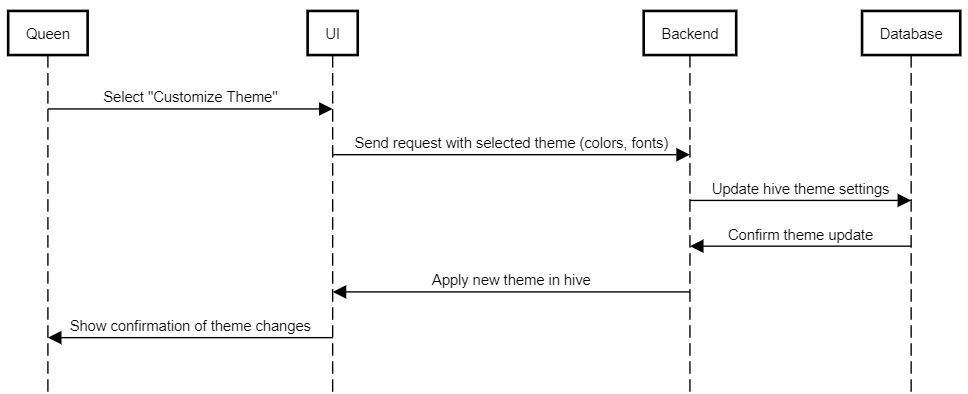 Queen
UI
Backend
Database
Select "Customize Theme"
Send request with selected theme (colors, fonts)
Update hive theme settings
Confirm theme update
Apply new theme in hive
Show confirmation of theme changes